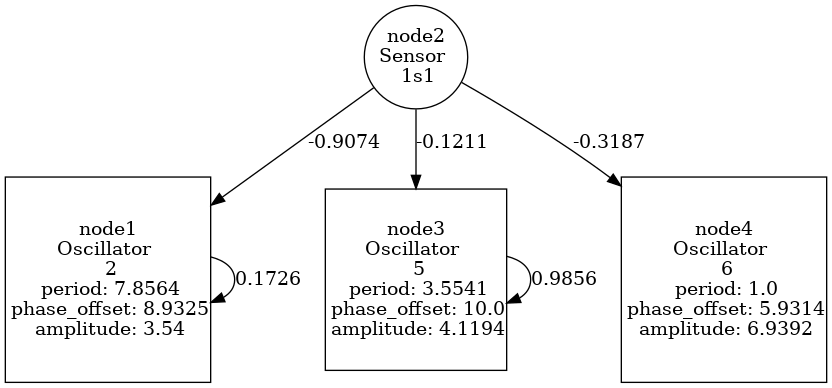 node2
Sensor
1s1
-0.9074
-0.1211
-0.3187
node1
Oscillator
2
period: 7.8564
phase_offset: 8.9325
amplitude: 3.54
0.1726
node3
Oscillator
5
period: 3.5541
phase_offset: 10.0
amplitude: 4.1194
0.9856
node4
Oscillator
6
period: 1.0
phase_offset: 5.9314
amplitude: 6.9392